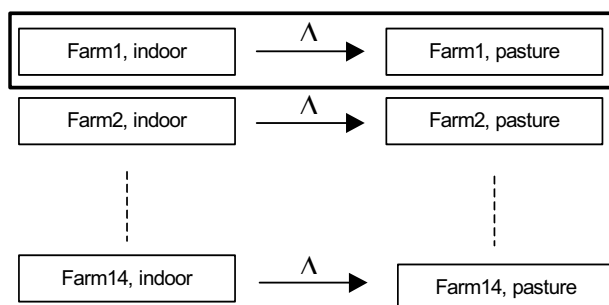 Farm1, indoor Λ Farm1, pasture
Farm2, indoor Λ Farm2, pasture
Farm14, indoor Λ Farm14, pasture